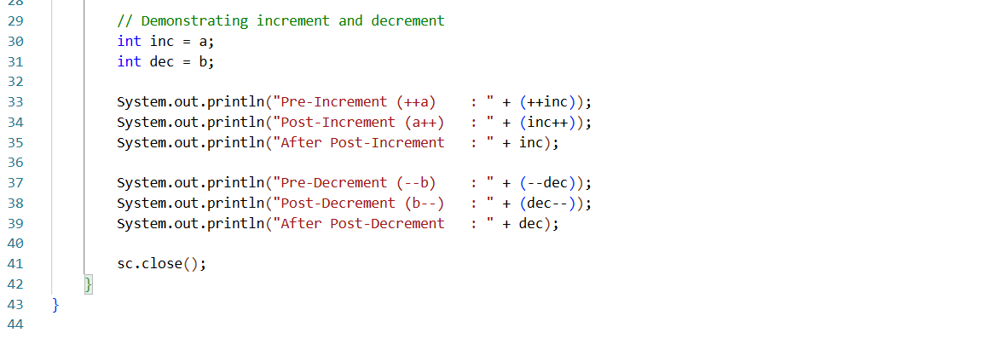 28
29 // Demonstrating increment and decrement
30 int inc = a;
31 int dec = b;
32
33 System.out.println("Pre-Increment (++a)    : " + (++inc));
34 System.out.println("Post-Increment (a++)   : " + (inc++));
35 System.out.println("After Post-Increment   : " + inc);
36
37 System.out.println("Pre-Decrement (--b)    : " + (--dec));
38 System.out.println("Post-Decrement (b--)   : " + (dec--));
39 System.out.println("After Post-Decrement   : " + dec);
40
41 sc.close();
42 }
43 }
44